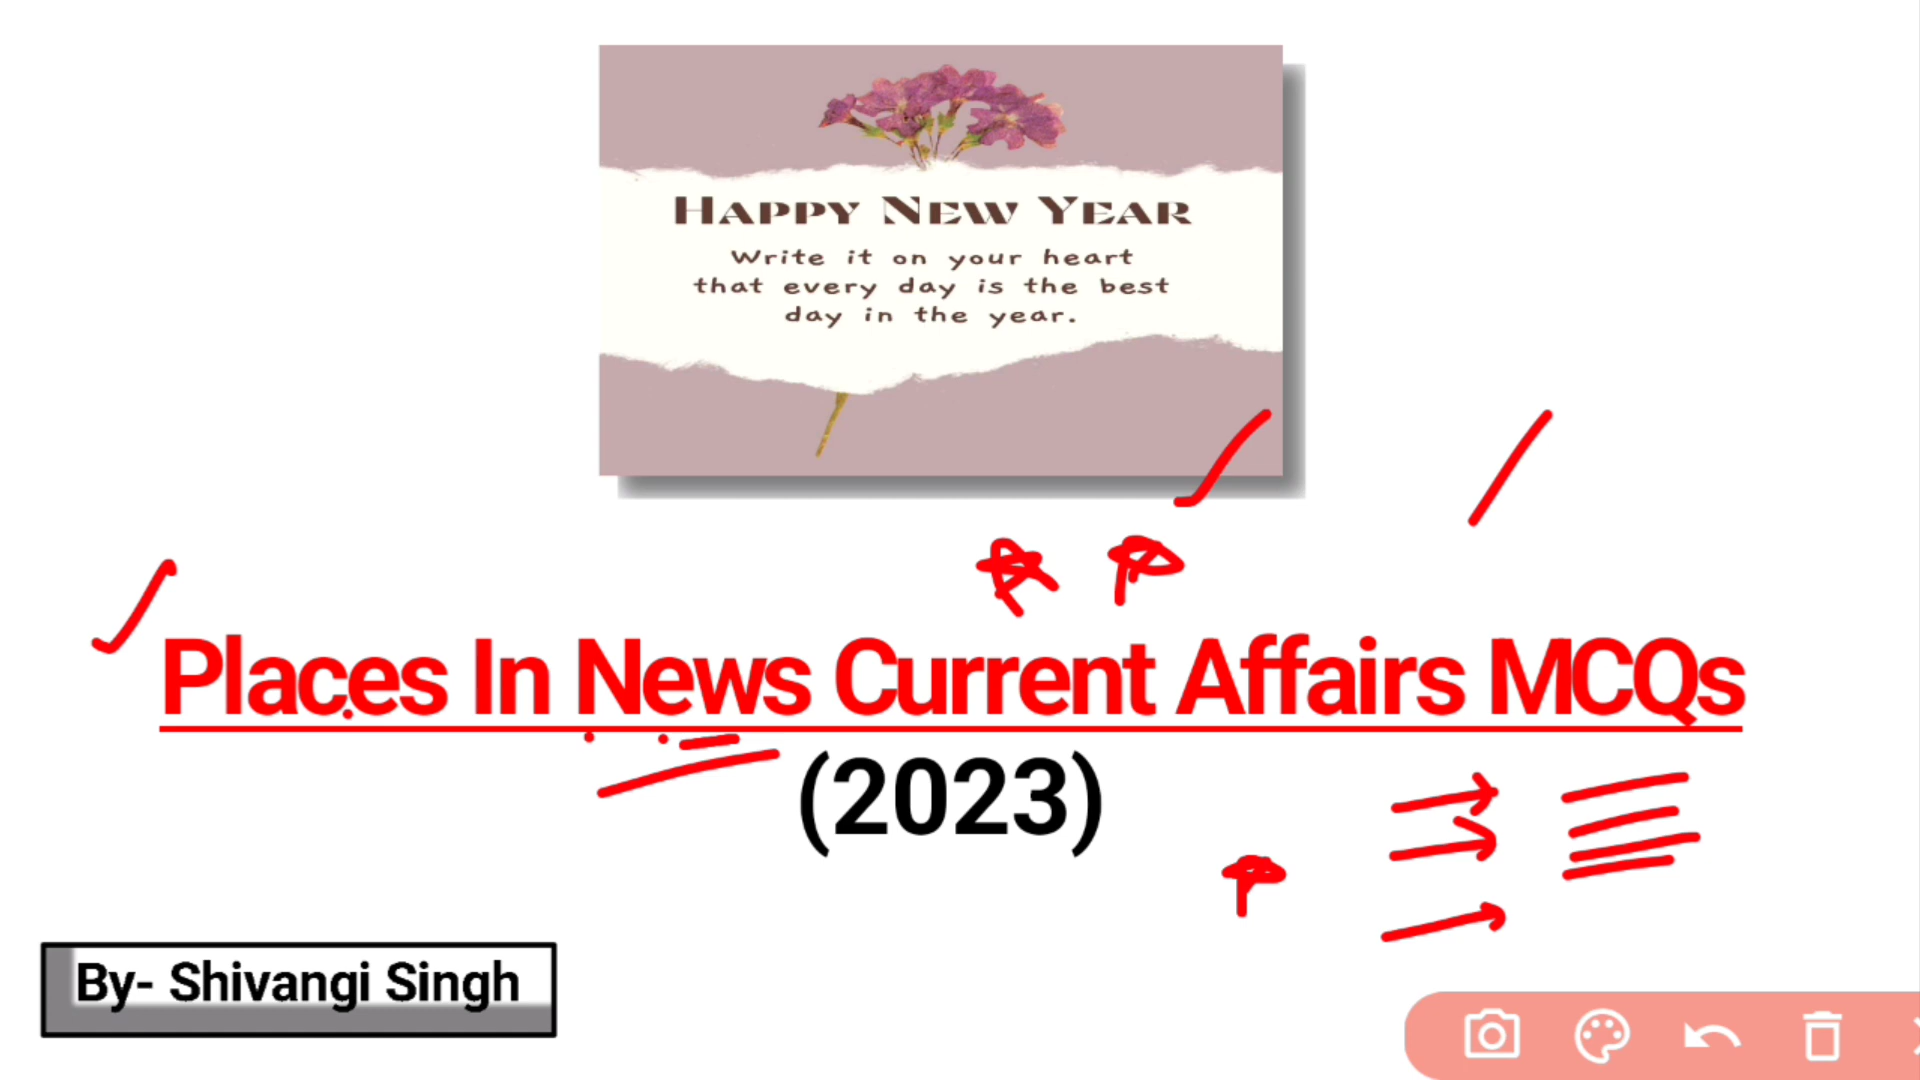 Happy New Year
Write it on your heart
that every day is the best
day in the year.
Places In News Current Affairs MCQs
(2023)
By- Shivangi Singh